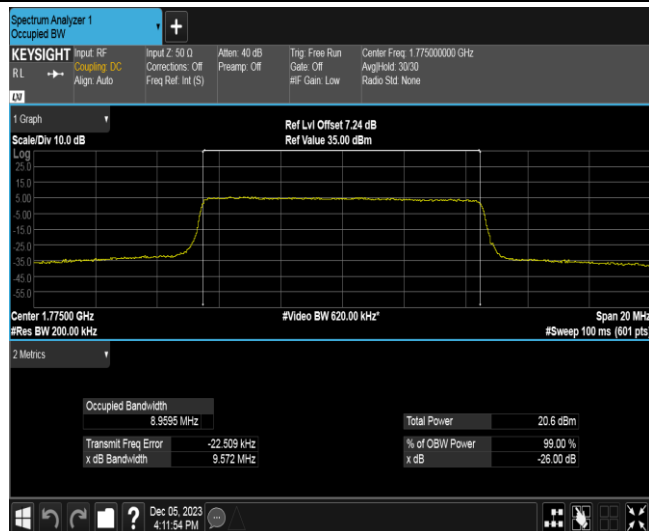 Spectrum Analyzer 1
Occupied BW
+
KEYSIGHT
RL
LXI
Input: RF
Coupling: DC
Align: Auto
Input Z: 50 Ω
Corrections: Off
Freq Ref: Int (S)
Atten: 40 dB
Preamp: Off
Trig: Free Run
Gate: Off
#IF Gain: Low
Center Freq: 1.775000000 GHz
Avg|Hold: 30/30
Radio Std: None
1 Graph
Scale/Div 10.0 dB
Ref Lvl Offset 7.24 dB
Ref Value 35.00 dBm
Log
25.0
15.0
5.00
-5.00
-15.0
-25.0
-35.0
-45.0
-55.0
Center 1.77500 GHz
#Res BW 200.00 kHz
#Video BW 620.00 kHz*
Span 20 MHz
#Sweep 100 ms (601 pts)
2 Metrics
Occupied Bandwidth
8.9595 MHz
Transmit Freq Error -22.509 kHz
x dB Bandwidth 9.572 MHz
Total Power 20.6 dBm
% of OBW Power 99.00 %
x dB -26.00 dB
?
Dec 05, 2023
4:11:54 PM